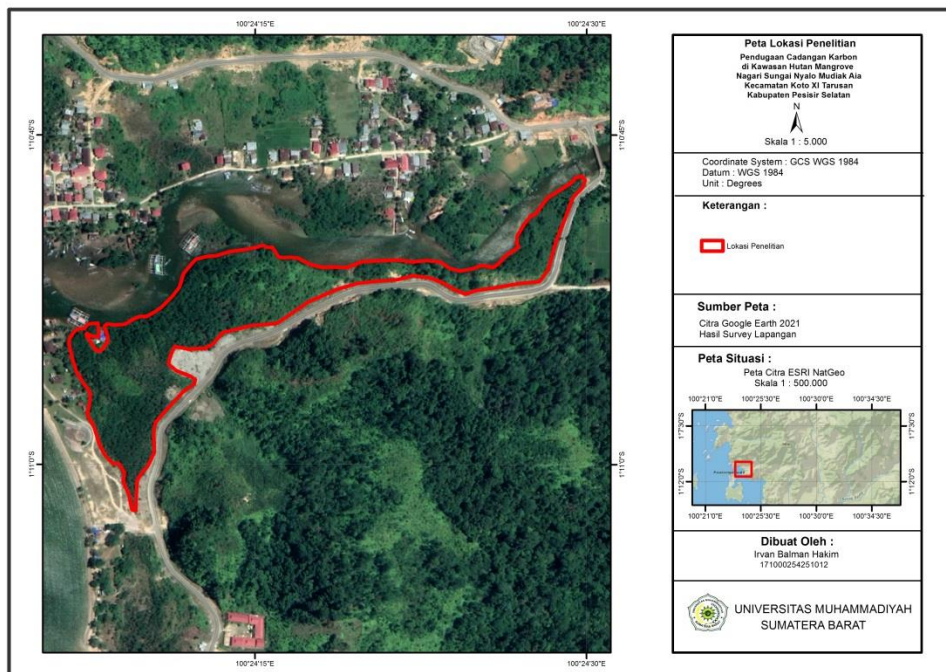 100°24'15"E
100°24'30"E
1°10'45"S
1°10'45"S
1°11'0"S
1°11'0"S
100°24'15"E
100°24'30"E
Peta Lokasi Penelitian
Pendugaan Cadangan Karbon
di Kawasan Hutan Mangrove
Nagari Sungai Nyalo Mudiak Aia
Kecamatan Koto XI Tarusan
Kabupaten Pesisir Selatan
N
Skala 1 : 5.000
Coordinate System : GCS WGS 1984
Datum : WGS 1984
Unit : Degrees
Keterangan :
Lokasi Penelitian
Sumber Peta :
Citra Google Earth 2021
Hasil Survey Lapangan
Peta Situasi :
Peta Citra ESRI NatGeo
Skala 1 : 500.000
100°21'0"E 100°25'30"E 100°30'0"E 100°34'30"E
1°7'30"S
1°7'30"S
1°12'0"S
1°12'0"S
100°21'0"E 100°25'30"E 100°30'0"E 100°34'30"E
Dibuat Oleh :
Irvan Balman Hakim
171000254251012
UNIVERSITAS MUHAMMADIYAH
SUMATERA BARAT